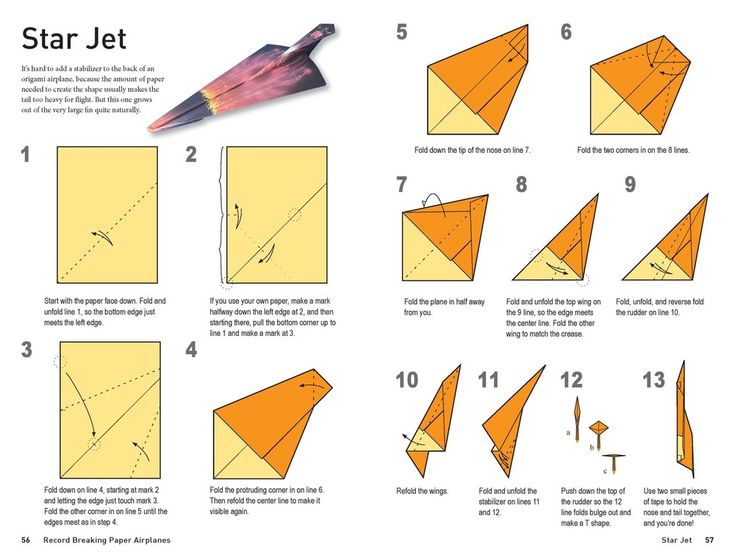 Star Jet
It's hard to add a stabilizer to the back of an
origami airplane, because the amount of paper
needed to create the shape usually makes the
tail too heavy for flight. But this one grows
out of the very large fin quite naturally.
1
Start with the paper face down. Fold and
unfold line 1, so the bottom edge just
meets the left edge.
2
If you use your own paper, make a mark
halfway down the left edge at 2, and then
starting there, pull the bottom corner up to
line 1 and make a mark at 3.
3
Fold down on line 4, starting at mark 2
and letting the edge just touch mark 3.
Fold the other corner in on line 5 until the
edges meet as in step 4.
4
Fold the protruding corner in on line 6.
Then refold the center line to make it
visible again.
56 Record Breaking Paper Airplanes
5
Fold down the tip of the nose on line 7.
6
Fold the two corners in on the 8 lines.
7
Fold the plane in half away
from you.
8
Fold and unfold the top wing on
the 9 line, so the edge meets
the center line. Fold the other
wing to match the crease.
9
Fold, unfold, and reverse fold
the rudder on line 10.
10
Refold the wings.
11
Fold and unfold the
stabilizer on lines 11
and 12.
12
a
b
c
Push down the top of
the rudder so the 12
line folds bulge out and
make a T shape.
13
Use two small pieces
of tape to hold the
nose and tail together,
and you're done!
Star Jet 57